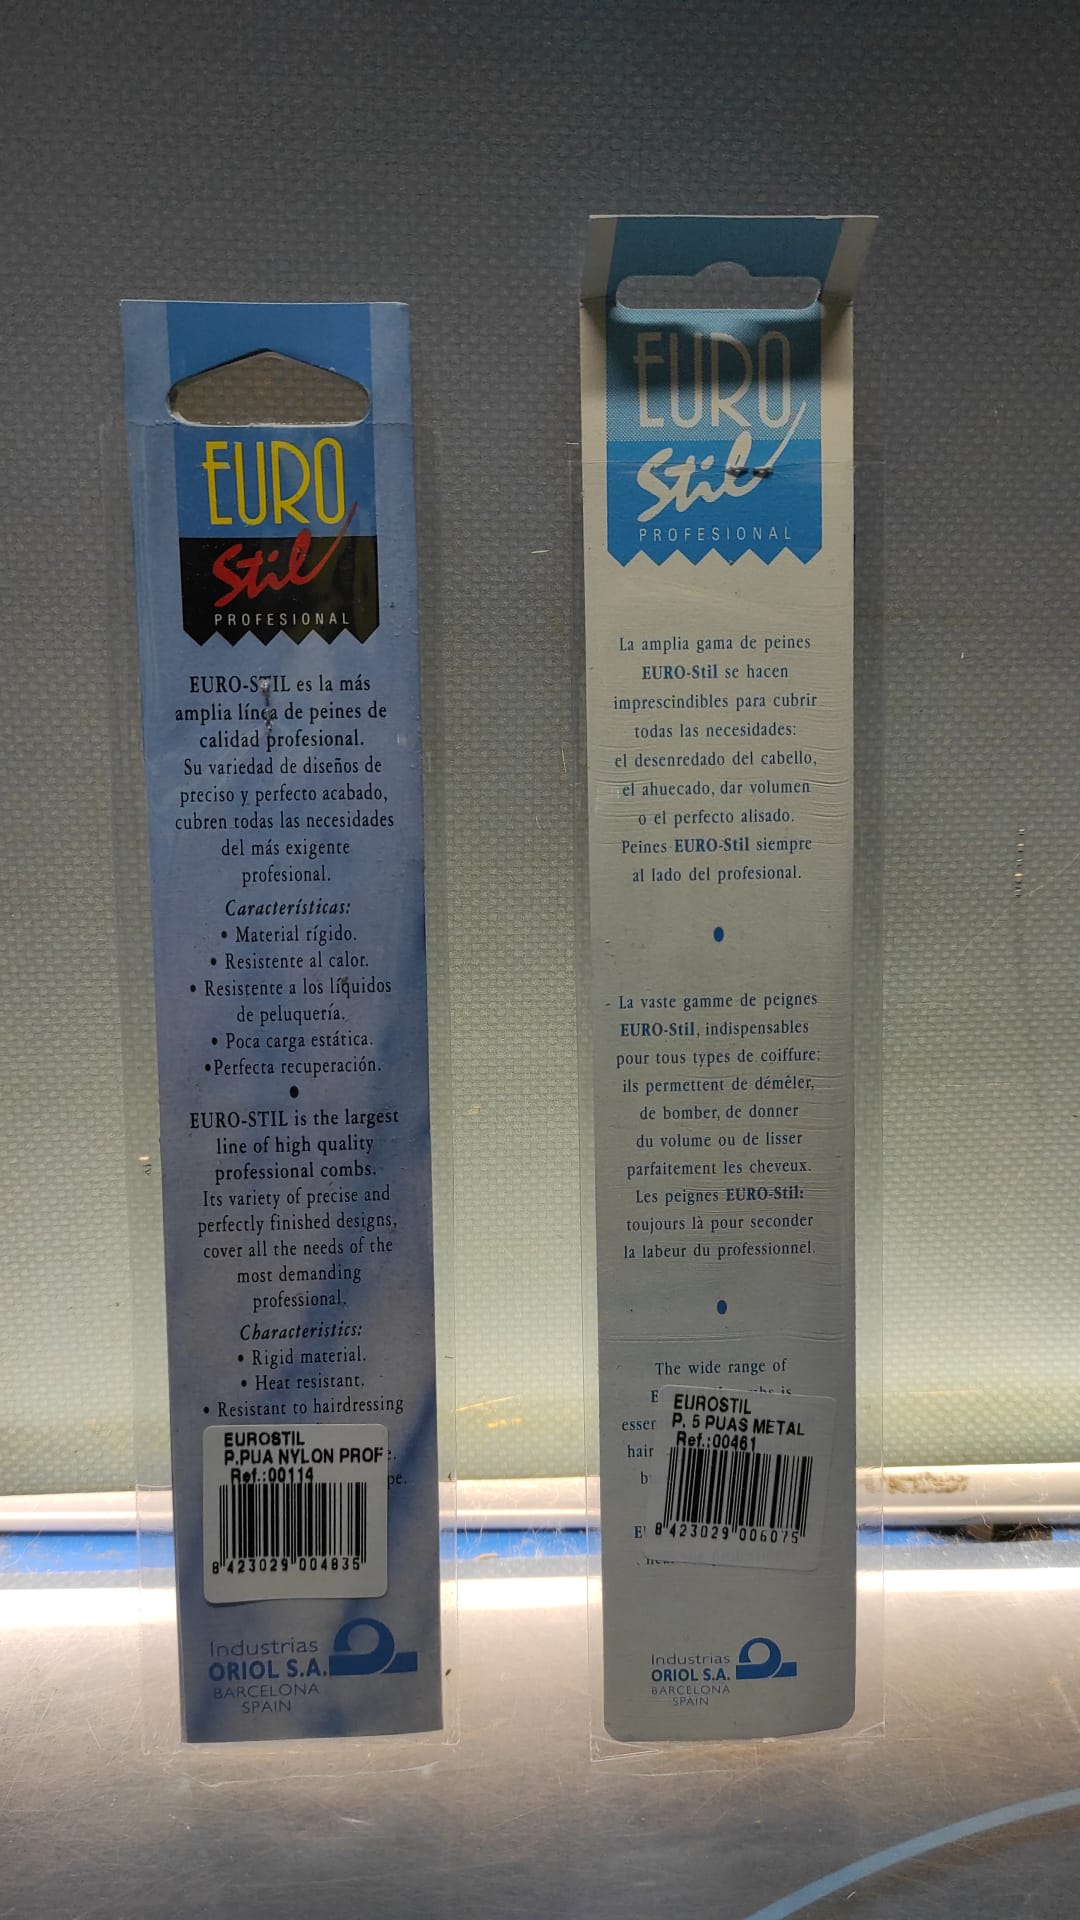 EURO
Stil
PROFESIONAL
EURO-STIL es la más
amplia línea de peines de
calidad profesional.
Su variedad de diseños de
preciso y perfecto acabado,
cubren todas las necesidades
del más exigente
profesional.
Características:
• Material rígido.
• Resistente al calor.
• Resistente a los líquidos
de peluquería.
• Poca carga estática.
•Perfecta recuperación.
•
EURO-STIL is the largest
line of high quality
professional combs.
Its variety of precise and
perfectly finished designs,
cover all the needs of the
most demanding
professional.
Characteristics:
• Rigid material.
• Heat resistant.
• Resistant to hairdressing
EUROSTIL
P.PUA NYLON PROF
Ref.:00114
8 423029 004835
Industrias
ORIOL S.A.
BARCELONA
SPAIN
EURO
Stil
PROFESIONAL
La amplia gama de peines
EURO-Stil se hacen
imprescindibles para cubrir
todas las necesidades:
el desenredado del cabello,
el ahuecado, dar volumen
o el perfecto alisado.
Peines EURO-Stil siempre
al lado del profesional.
•
- La vaste gamme de peignes
EURO-Stil, indispensables
pour tous types de coiffure:
ils permettent de démêler,
de bomber, de donner
du volume ou de lisser
parfaitement les cheveux.
Les peignes EURO-Stil:
toujours là pour seconder
la labeur du professionnel.
•
The wide range of
is
hair
EUROSTIL
P. 5 PUAS METAL
Ref.:00461
8 423029 006075
Industrias
ORIOL S.A.
BARCELONA
SPAIN